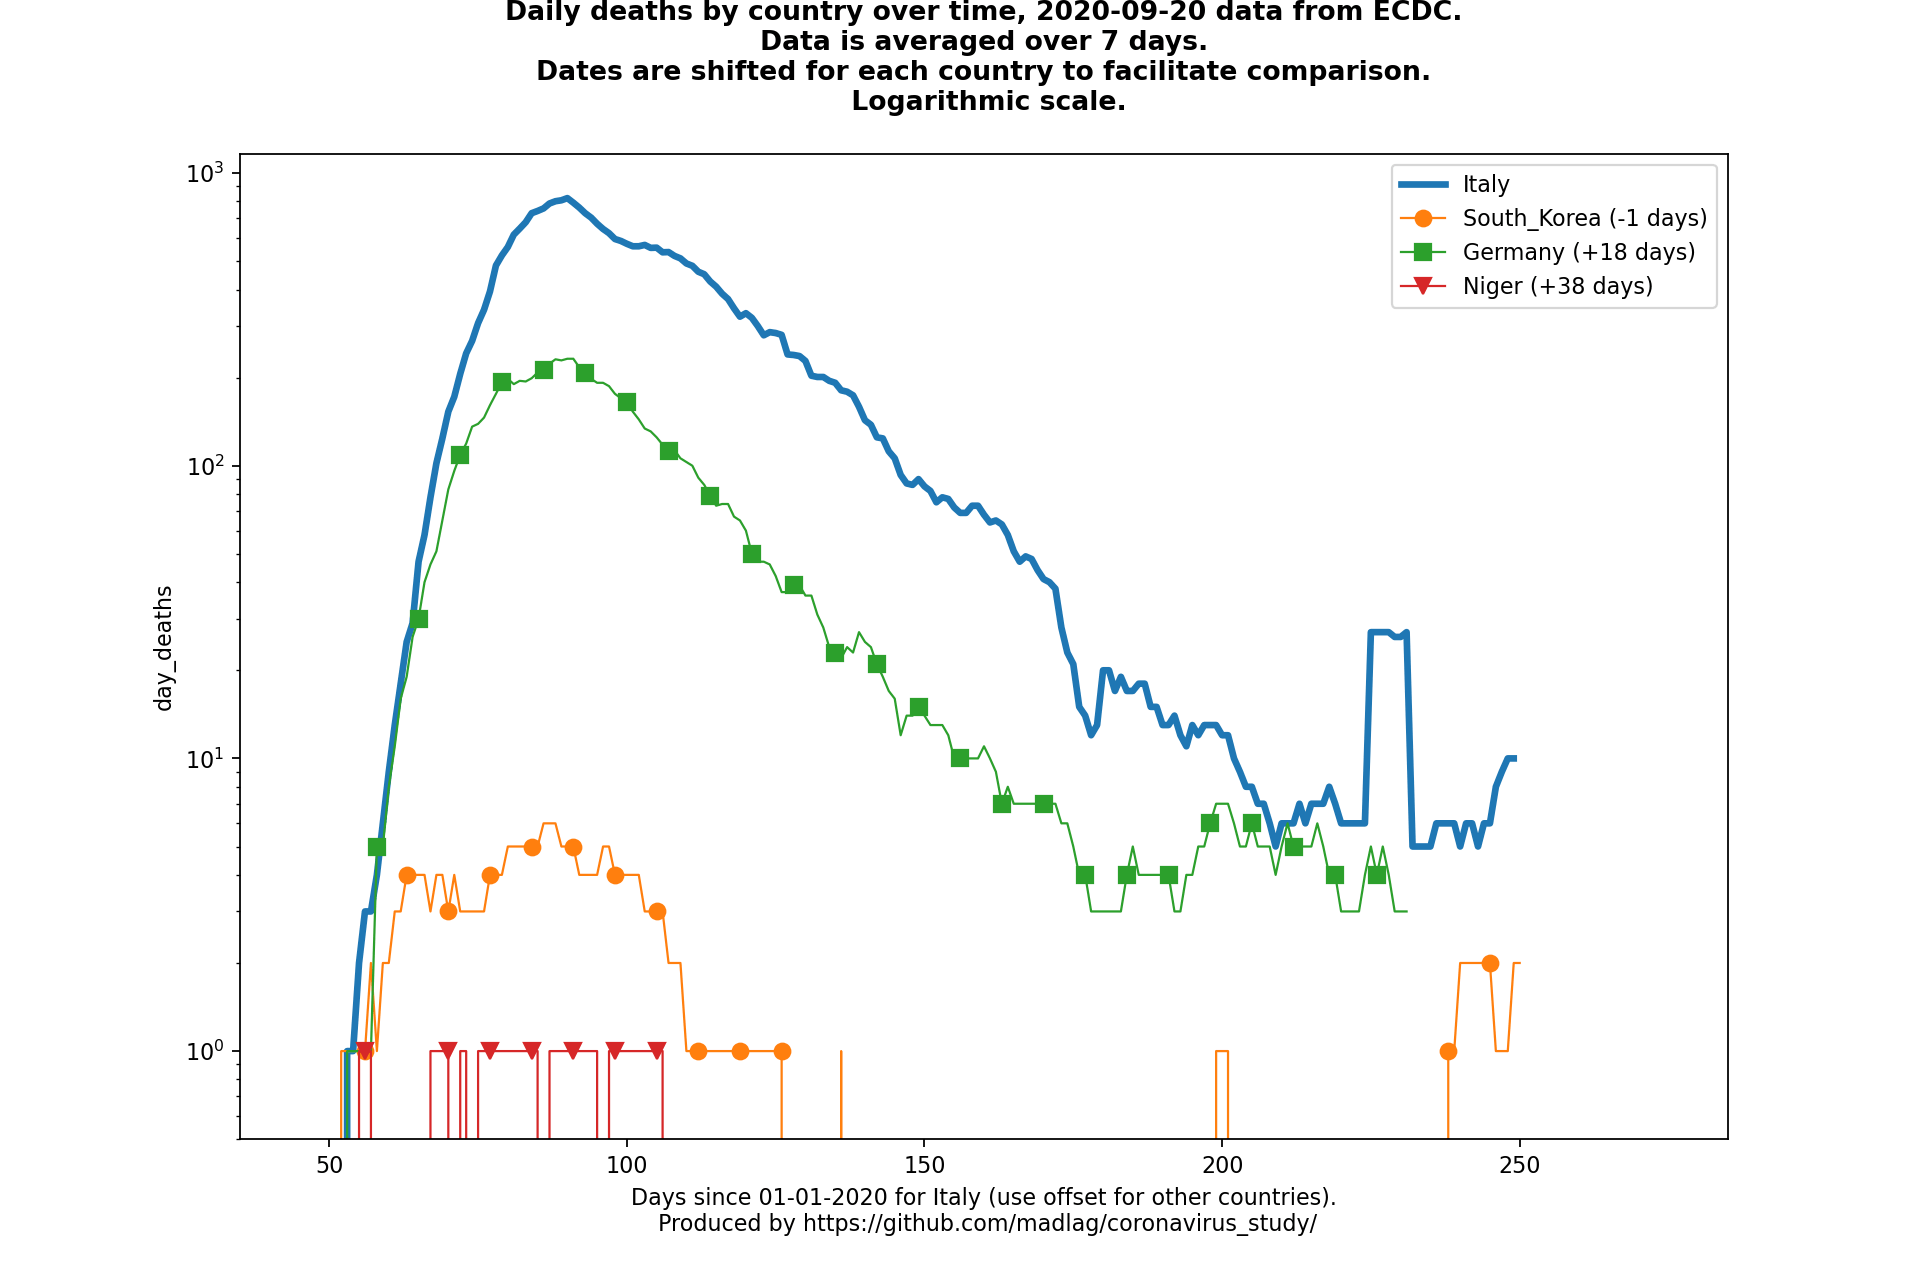 Daily deaths by country over time, 2020-09-20 data from ECDC.
Data is averaged over 7 days.
Dates are shifted for each country to facilitate comparison.
Logarithmic scale.
10³
10²
10¹
10⁰
day_deaths
Italy
South_Korea (-1 days)
Germany (+18 days)
Niger (+38 days)
50 100 150 200 250
Days since 01-01-2020 for Italy (use offset for other countries).
Produced by https://github.com/madlag/coronavirus_study/